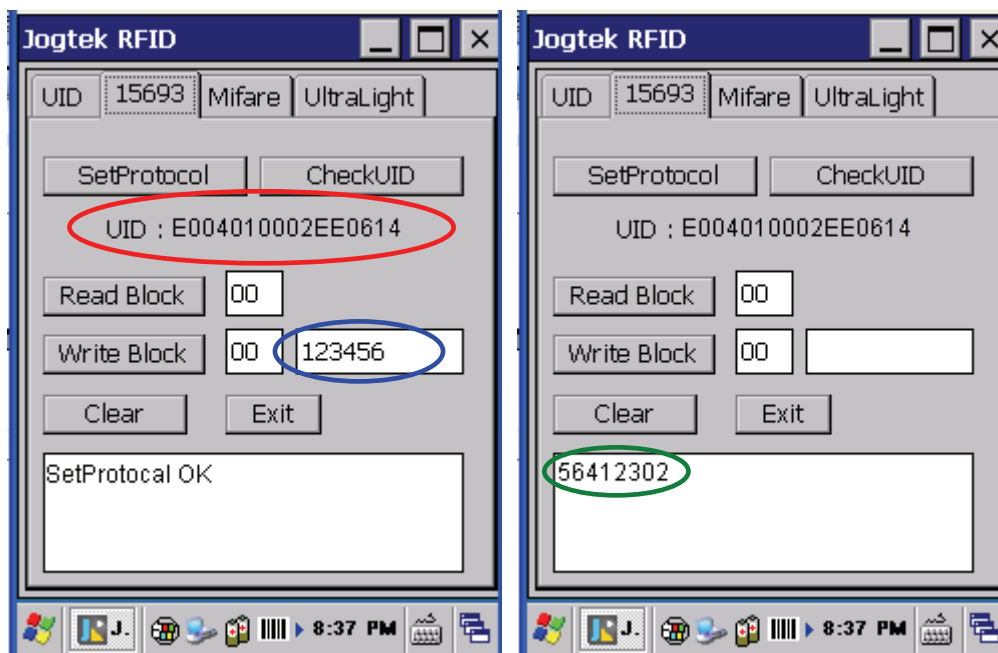 Jogtek RFID
UID 15693 Mifare UltraLight
SetProtocol CheckUID
UID : E004010002EE0614
Read Block 00
Write Block 00 123456
Clear Exit
SetProtocal OK
J. 8:37 PM
Jogtek RFID
UID 15693 Mifare UltraLight
SetProtocol CheckUID
UID : E004010002EE0614
Read Block 00
Write Block 00
Clear Exit
56412302
J. 8:37 PM